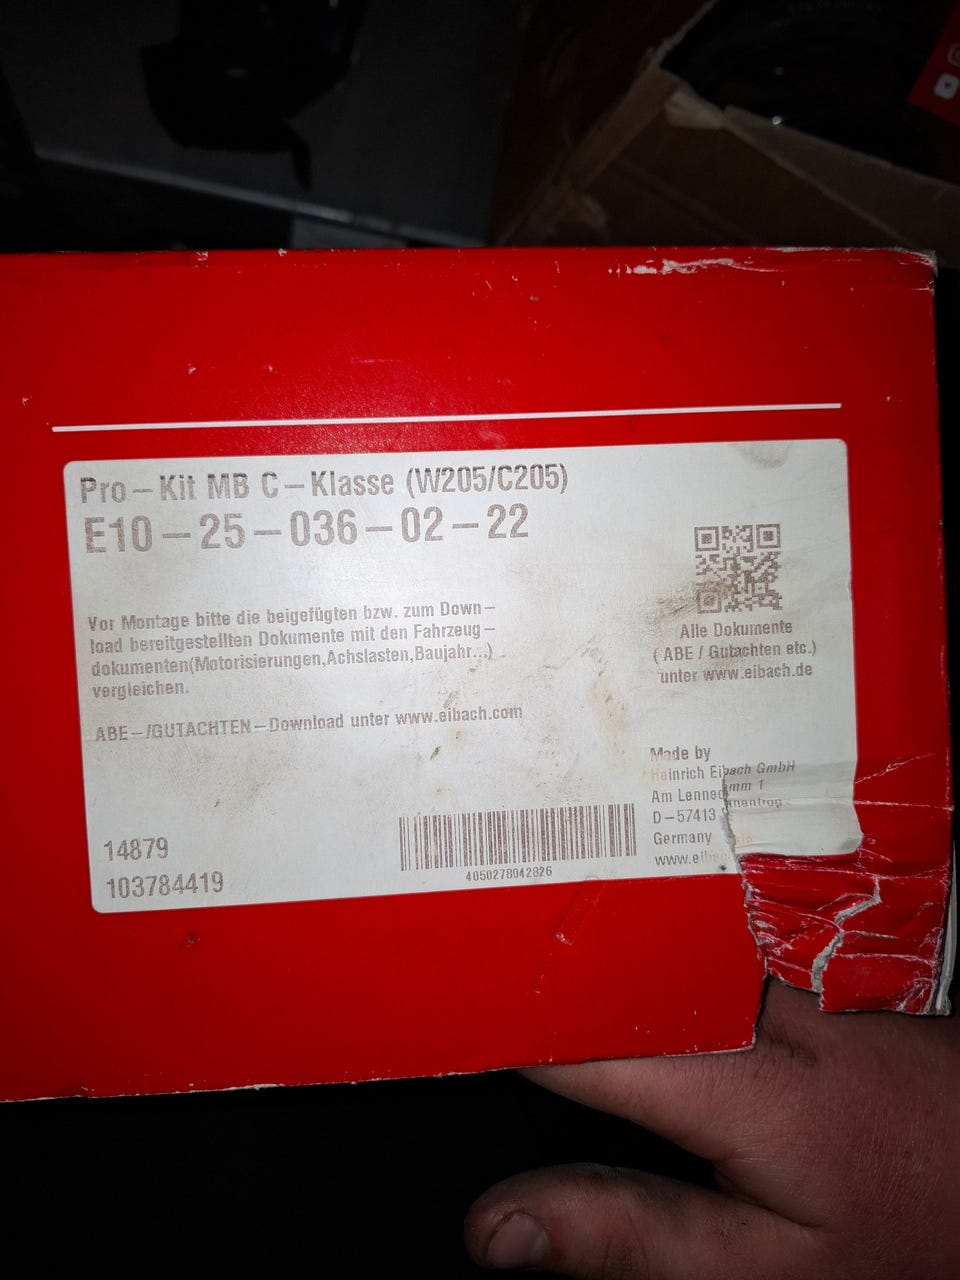 Pro-Kit MB C-Klasse (W205/C205)
E10-25-036-02-22
Vor Montage bitte die beigefügten bzw. zum Down-
load bereitgestellten Dokumente mit den Fahrzeug-
dokumenten(Motorisierungen,Achslasten,Baujahr...)
vergleichen.
ABE-/GUTACHTEN-Download unter www.eibach.com
Alle Dokumente
( ABE / Gutachten etc.)
unter www.eibach.de
Made by
Heinrich Eibach GmbH
Am
D-57413
Germany
14879
103784419
4050278042826